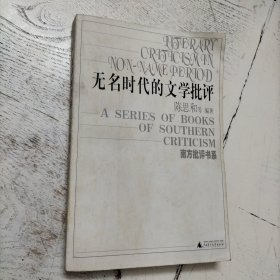 LITERARY
CRITICISM IN
NON-NAME PERIOD
无名时代的文学批评
陈思和等 编著
A SERIES OF BOOKS
OF SOUTHERN
CRITICISM
南方批评书系